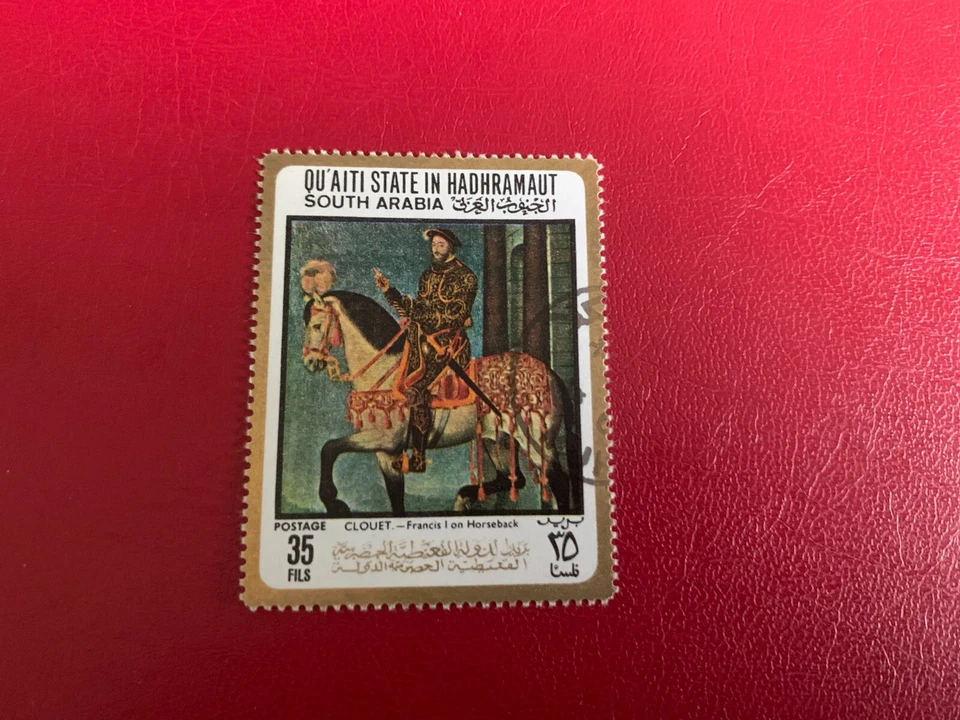 QU'AITI STATE IN HADHRAMAUT
SOUTH ARABIA الجنوب العربي
POSTAGE CLOUET.—Francis I on Horseback بريد
35 ٣٥
FILS فلسا